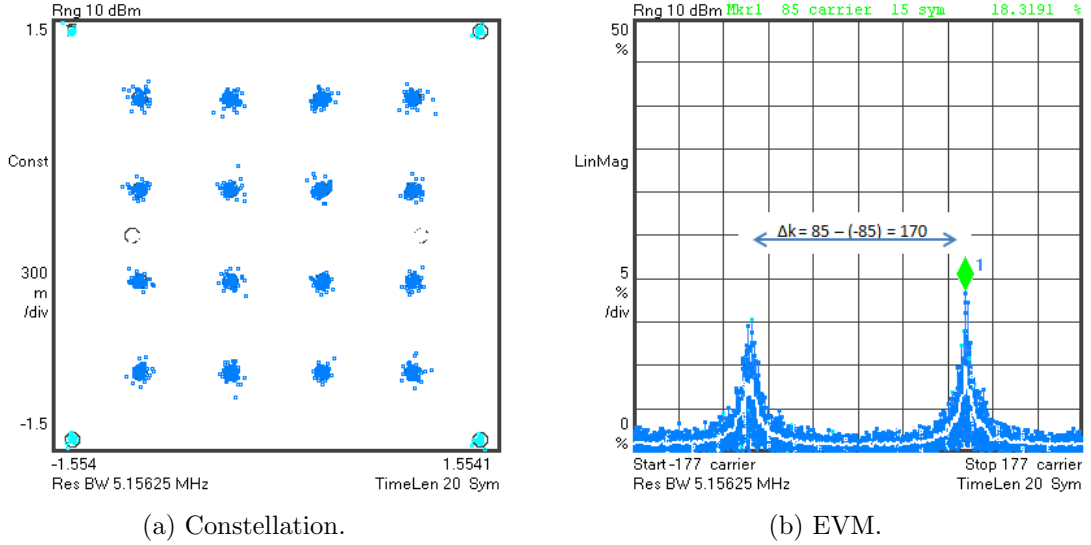 Rng 10 dBm
1.5
Const
300
m
/div
-1.5
-1.554
1.5541
Res BW 5.15625 MHz
TimeLen 20 Sym
(a) Constellation.
Rng 10 dBm Mkr1 85 carrier 15 sym 18.3191 %
50
%
LinMag
Δk = 85 – (-85) = 170
1
5
%
/div
0
%
Start -177 carrier
Stop 177 carrier
Res BW 5.15625 MHz
TimeLen 20 Sym
(b) EVM.